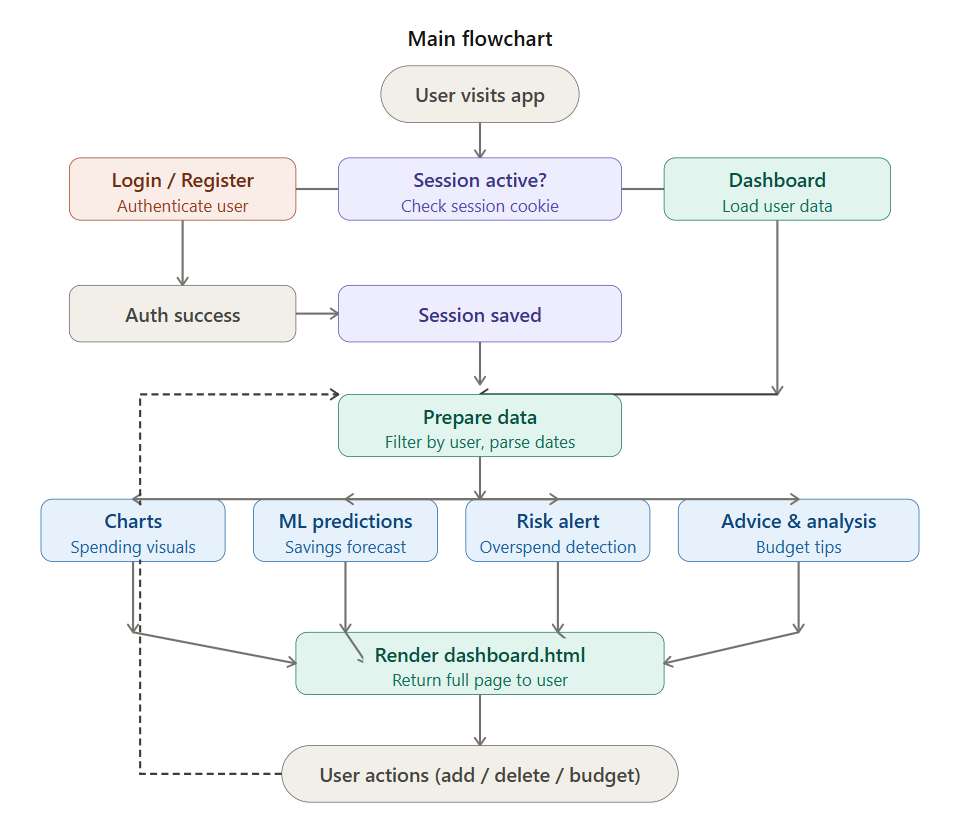 Main flowchart
User visits app
Login / Register
Authenticate user
Session active?
Check session cookie
Dashboard
Load user data
Auth success
Session saved
Prepare data
Filter by user, parse dates
Charts
Spending visuals
ML predictions
Savings forecast
Risk alert
Overspend detection
Advice & analysis
Budget tips
Render dashboard.html
Return full page to user
User actions (add / delete / budget)